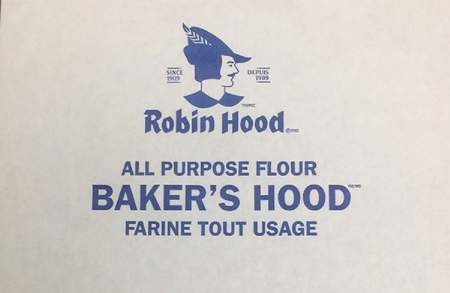 SINCE DEPUIS
1909 1909
Robin Hood
ALL PURPOSE FLOUR
BAKER'S HOOD
FARINE TOUT USAGE